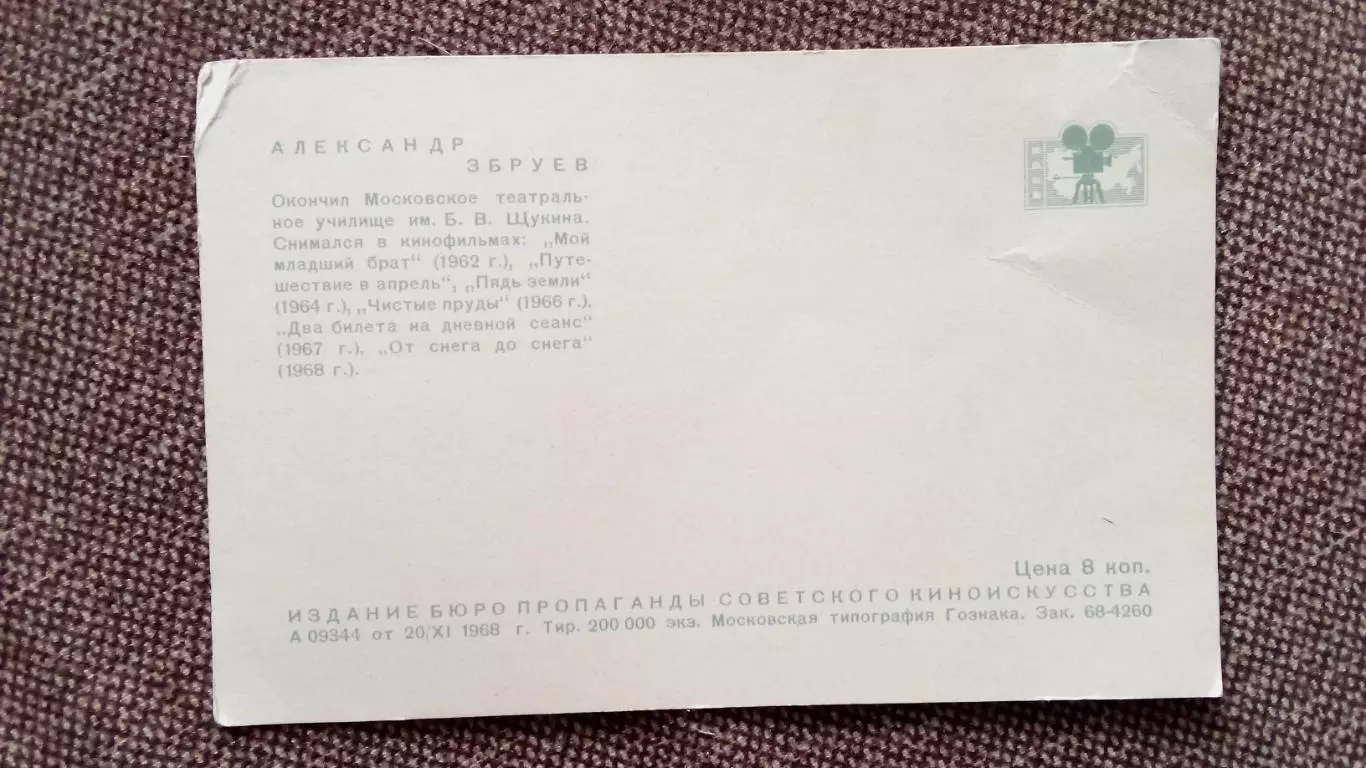 АЛЕКСАНДР
ЗБРУЕВ
Окончил Московское театраль-
ное училище им. Б. В. Щукина.
Снимался в кинофильмах: „Мой
младший брат“ (1962 г.), „Путе-
шествие в апрель“, „Пядь земли“
(1964 г.), „Чистые пруды“ (1966 г.),
„Два билета на дневной сеанс“
(1967 г.), „От снега до снега“
(1968 г.).
Цена 8 коп.
ИЗДАНИЕ БЮРО ПРОПАГАНДЫ СОВЕТСКОГО КИНОИСКУССТВА
А 09344 от 20/XI 1968 г. Тир. 200 000 экз. Московская типография Гознака. Зак. 68-4260